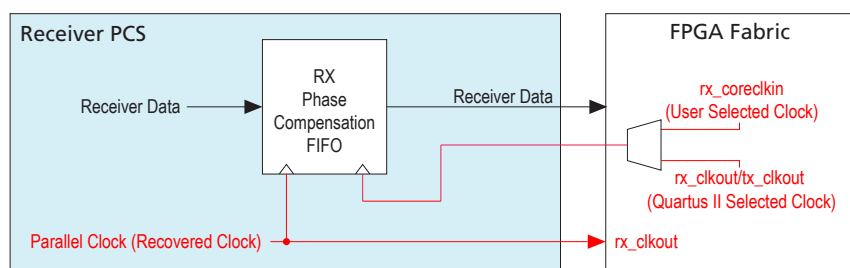 Receiver PCS
FPGA Fabric
RX
Phase
Compensation
FIFO
Receiver Data
Receiver Data
rx_coreclkin
(User Selected Clock)
rx_clkout/tx_clkout
(Quartus II Selected Clock)
Parallel Clock (Recovered Clock)
rx_clkout